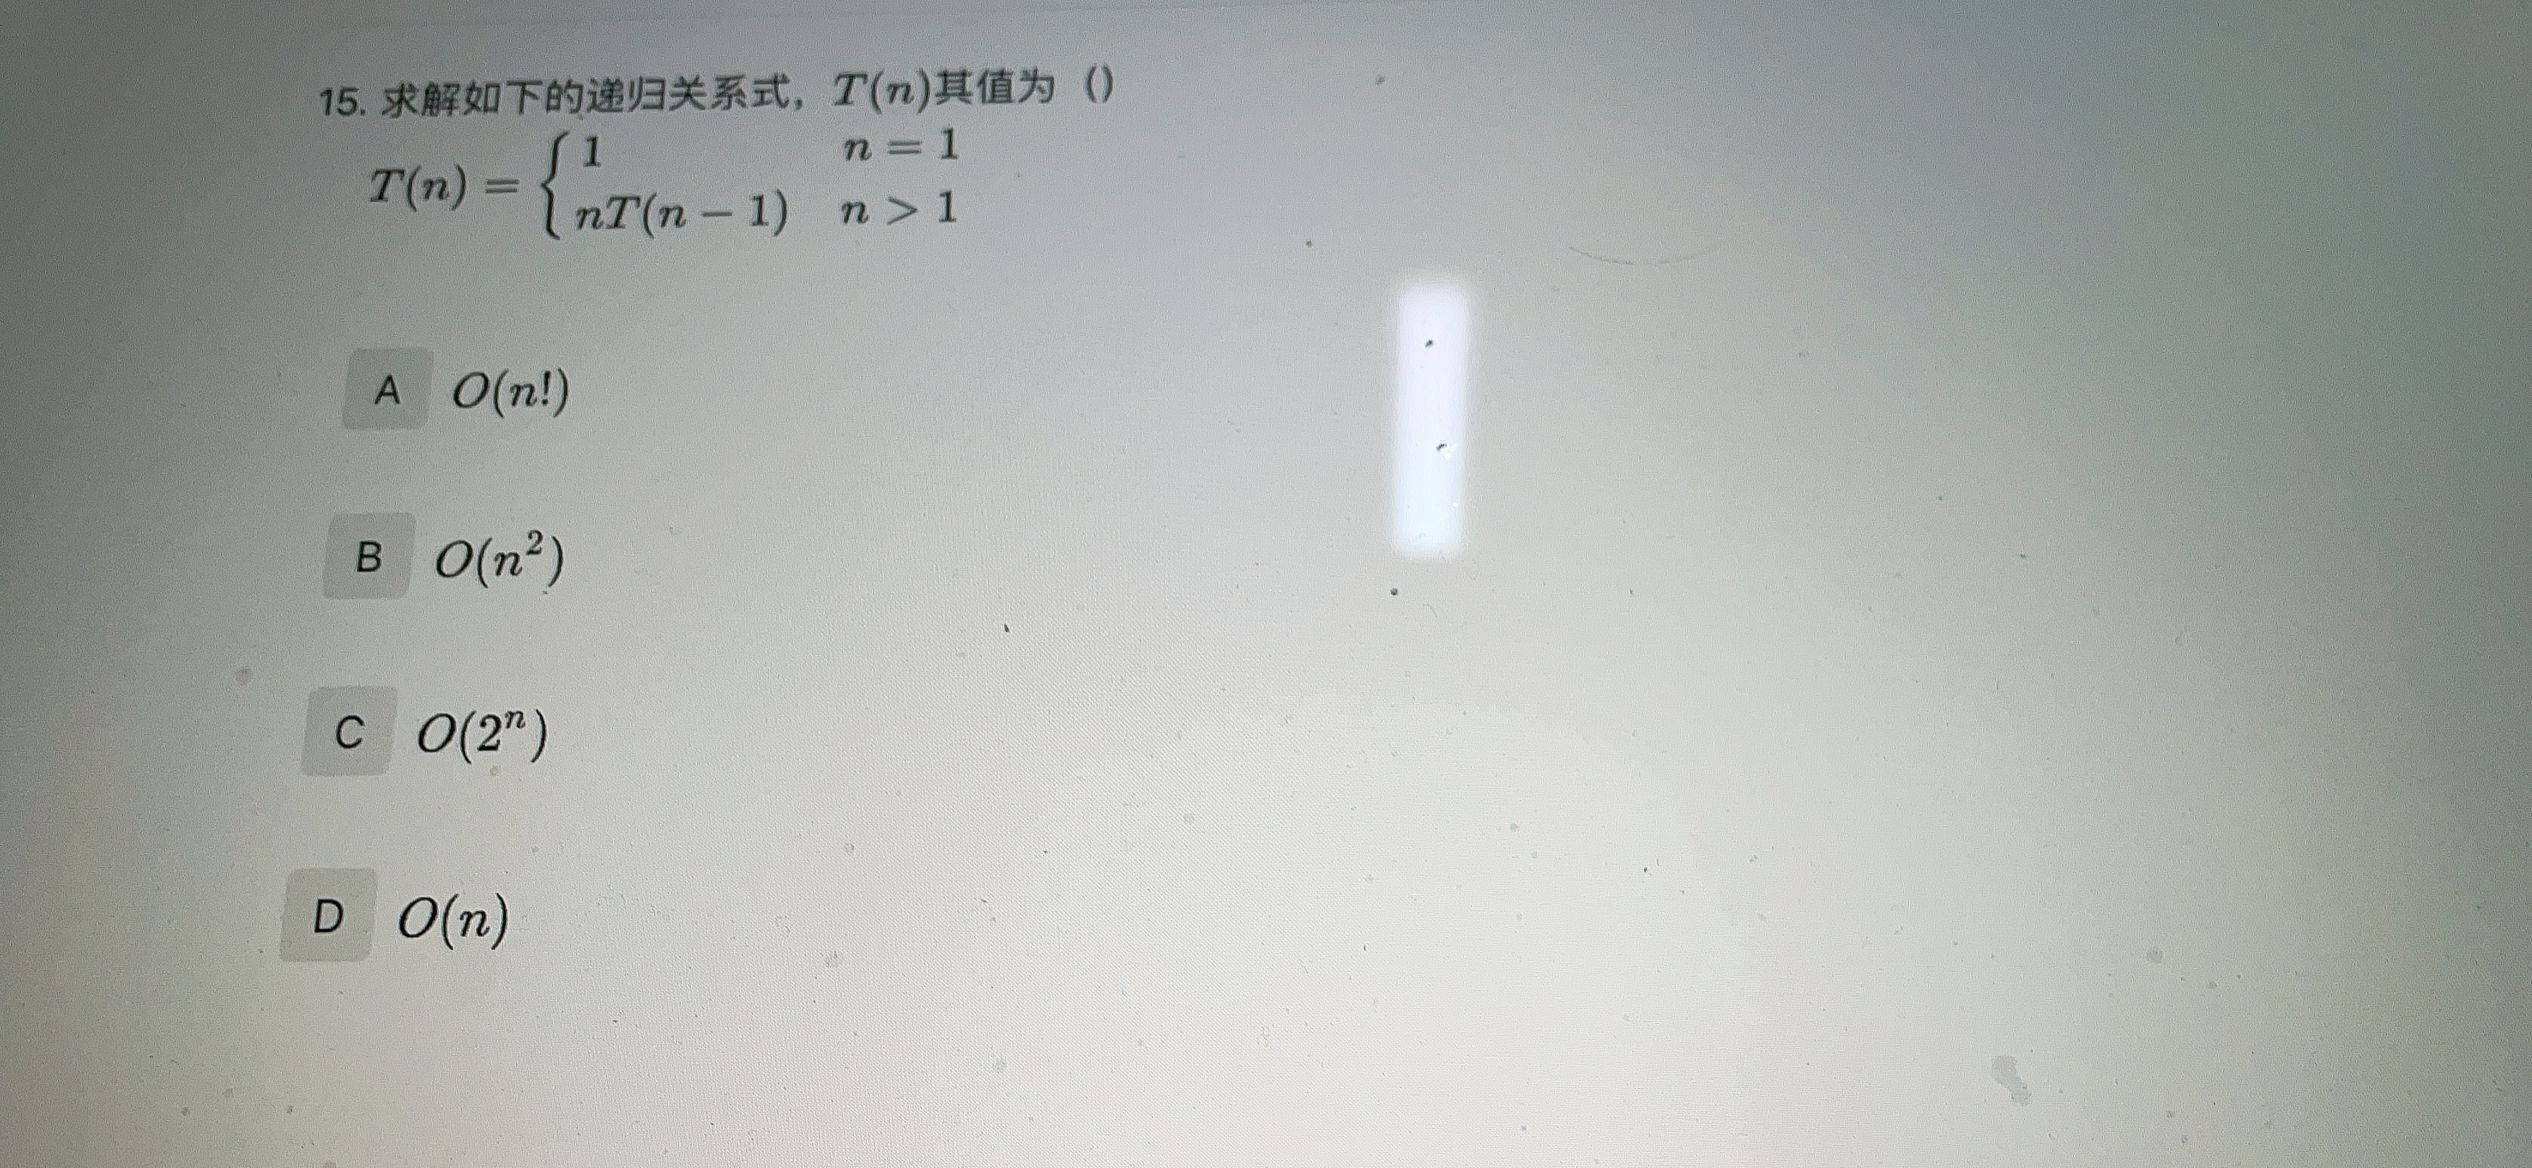 15. 求解如下的递归关系式，T(n)其值为（）
T(n) = { 1 n = 1
nT(n − 1) n > 1
A O(n!)
B O(n²)
C O(2ⁿ)
D O(n)